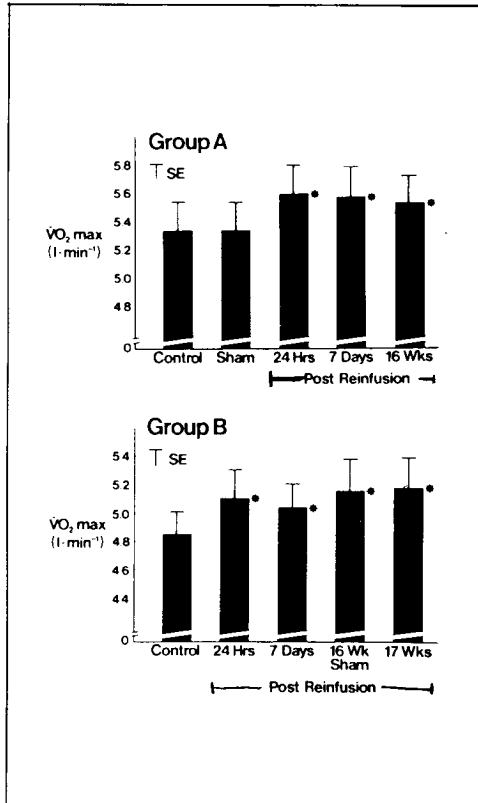 Group A
SE
V̇O₂ max
(l·min⁻¹)
5.8
5.6
5.4
5.2
5.0
4.8
0
Control Sham 24 Hrs 7 Days 16 Wks
Post Reinfusion
Group B
SE
V̇O₂ max
(l·min⁻¹)
5.4
5.2
5.0
4.8
4.6
4.4
0
Control 24 Hrs 7 Days 16 Wk 17 Wks
Sham
Post Reinfusion